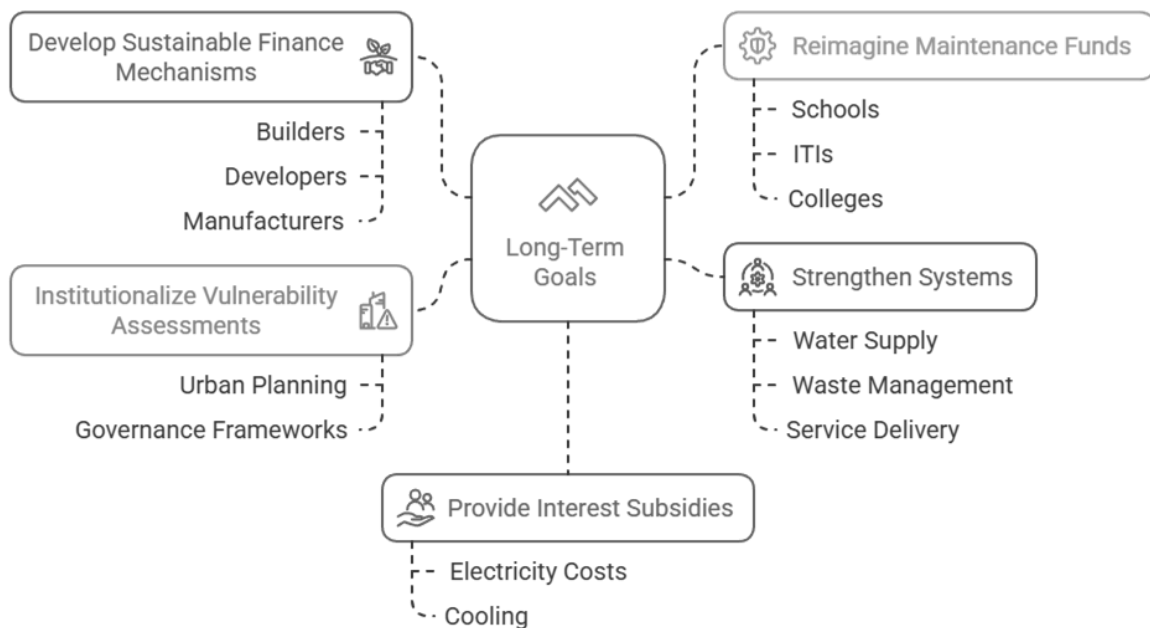 Develop Sustainable Finance
Mechanisms
Builders
Developers
Manufacturers
Institutionalize Vulnerability
Assessments
Urban Planning
Governance Frameworks
Long-Term
Goals
Reimagine Maintenance Funds
Schools
ITIs
Colleges
Strengthen Systems
Water Supply
Waste Management
Service Delivery
Provide Interest Subsidies
Electricity Costs
Cooling